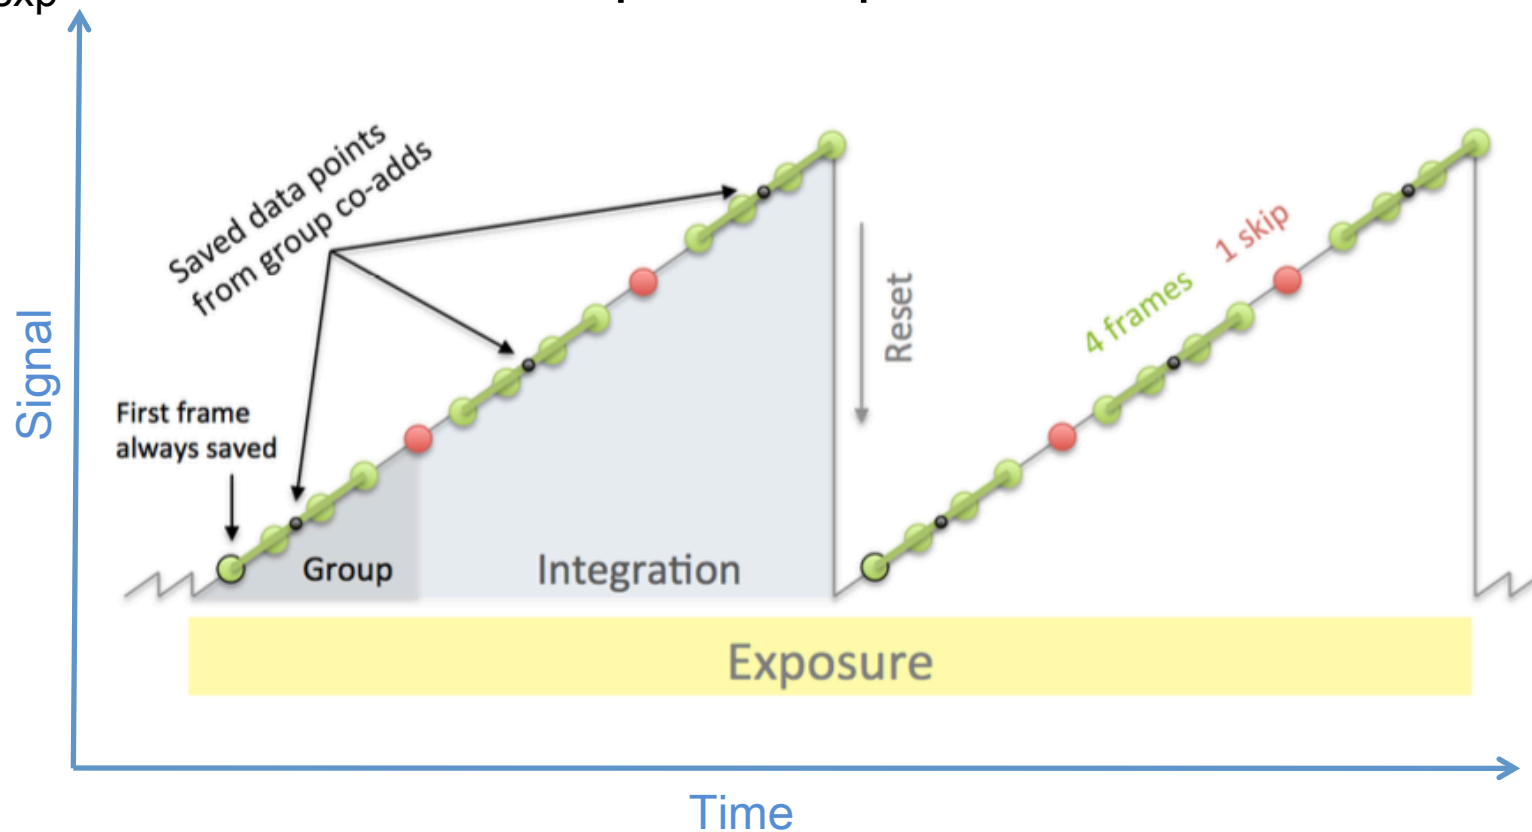 Signal
Saved data points
from group co-adds
First frame
always saved
Group
Integration
Reset
4 frames
1 skip
Exposure
Time